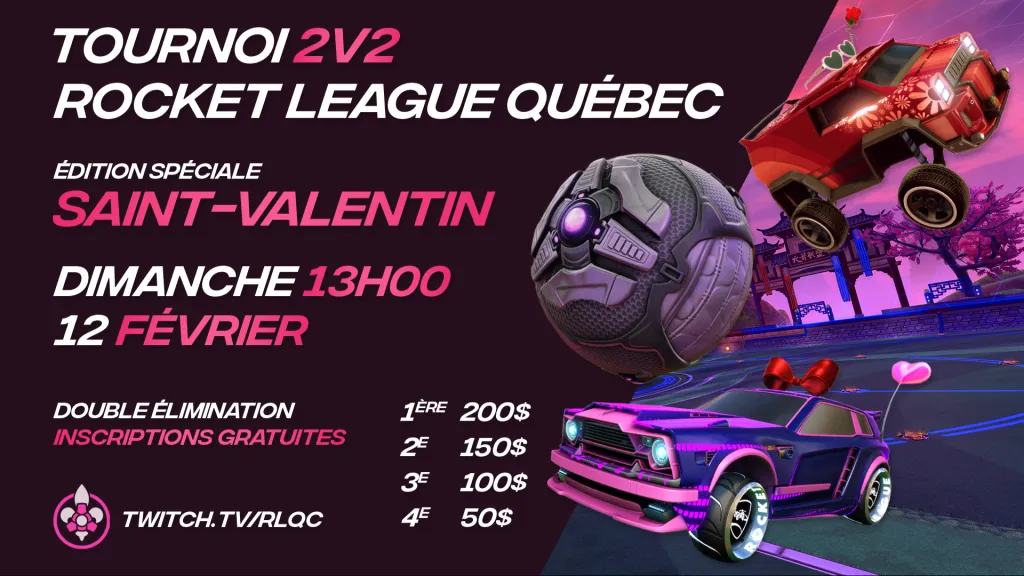 TOURNOI 2V2
ROCKET LEAGUE QUÉBEC
ÉDITION SPÉCIALE
SAINT-VALENTIN
DIMANCHE 13H00
12 FÉVRIER
DOUBLE ÉLIMINATION
INSCRIPTIONS GRATUITES
1ÈRE 200$
2E 150$
3E 100$
4E 50$
TWITCH.TV/RLQC
ROCKET